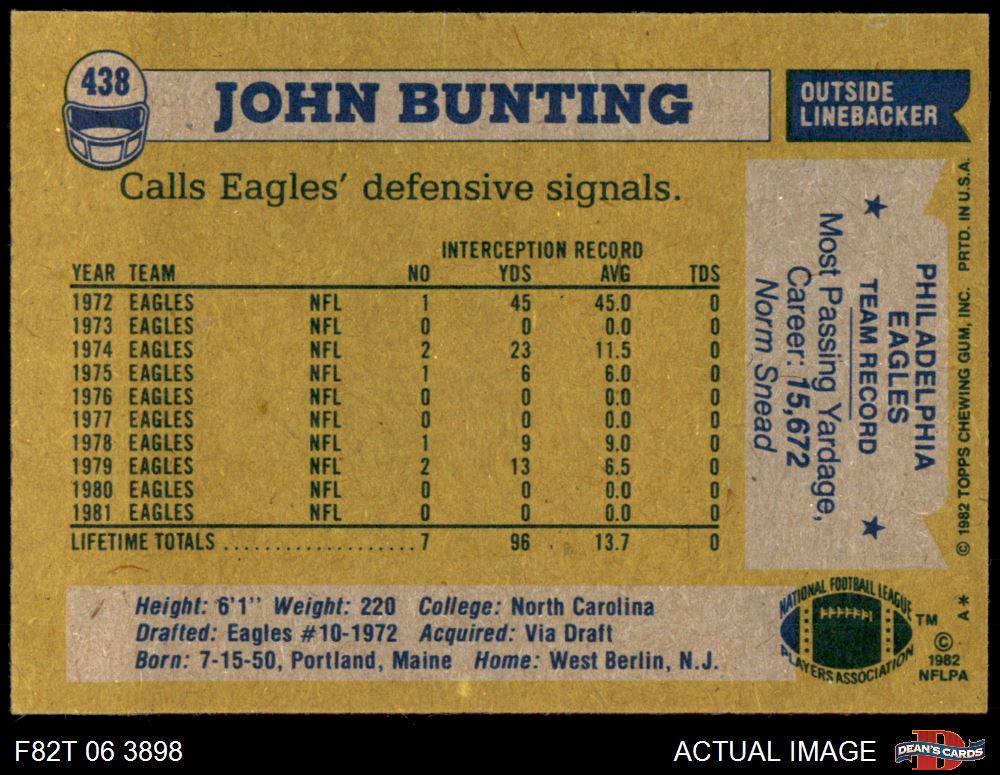 438
JOHN BUNTING
OUTSIDE
LINEBACKER
Calls Eagles' defensive signals.
INTERCEPTION RECORD
YEAR TEAM NO YDS AVG TDS
1972 EAGLES NFL 1 45 45.0 0
1973 EAGLES NFL 0 0 0.0 0
1974 EAGLES NFL 2 23 11.5 0
1975 EAGLES NFL 1 6 6.0 0
1976 EAGLES NFL 0 0 0.0 0
1977 EAGLES NFL 0 0 0.0 0
1978 EAGLES NFL 1 9 9.0 0
1979 EAGLES NFL 2 13 6.5 0
1980 EAGLES NFL 0 0 0.0 0
1981 EAGLES NFL 0 0 0.0 0
LIFETIME TOTALS .................. 7 96 13.7 0
PHILADELPHIA
EAGLES
TEAM RECORD
Most Passing Yardage,
Career: 15,672
Norm Snead
© 1982 TOPPS CHEWING GUM, INC. PRTD. IN U.S.A.
Height: 6'1" Weight: 220 College: North Carolina
Drafted: Eagles #10-1972 Acquired: Via Draft
Born: 7-15-50, Portland, Maine Home: West Berlin, N.J.
NATIONAL FOOTBALL LEAGUE
PLAYERS ASSOCIATION
TM
A*
©
1982
NFLPA
F82T 06 3898
ACTUAL IMAGE
D
DEAN'S CARDS